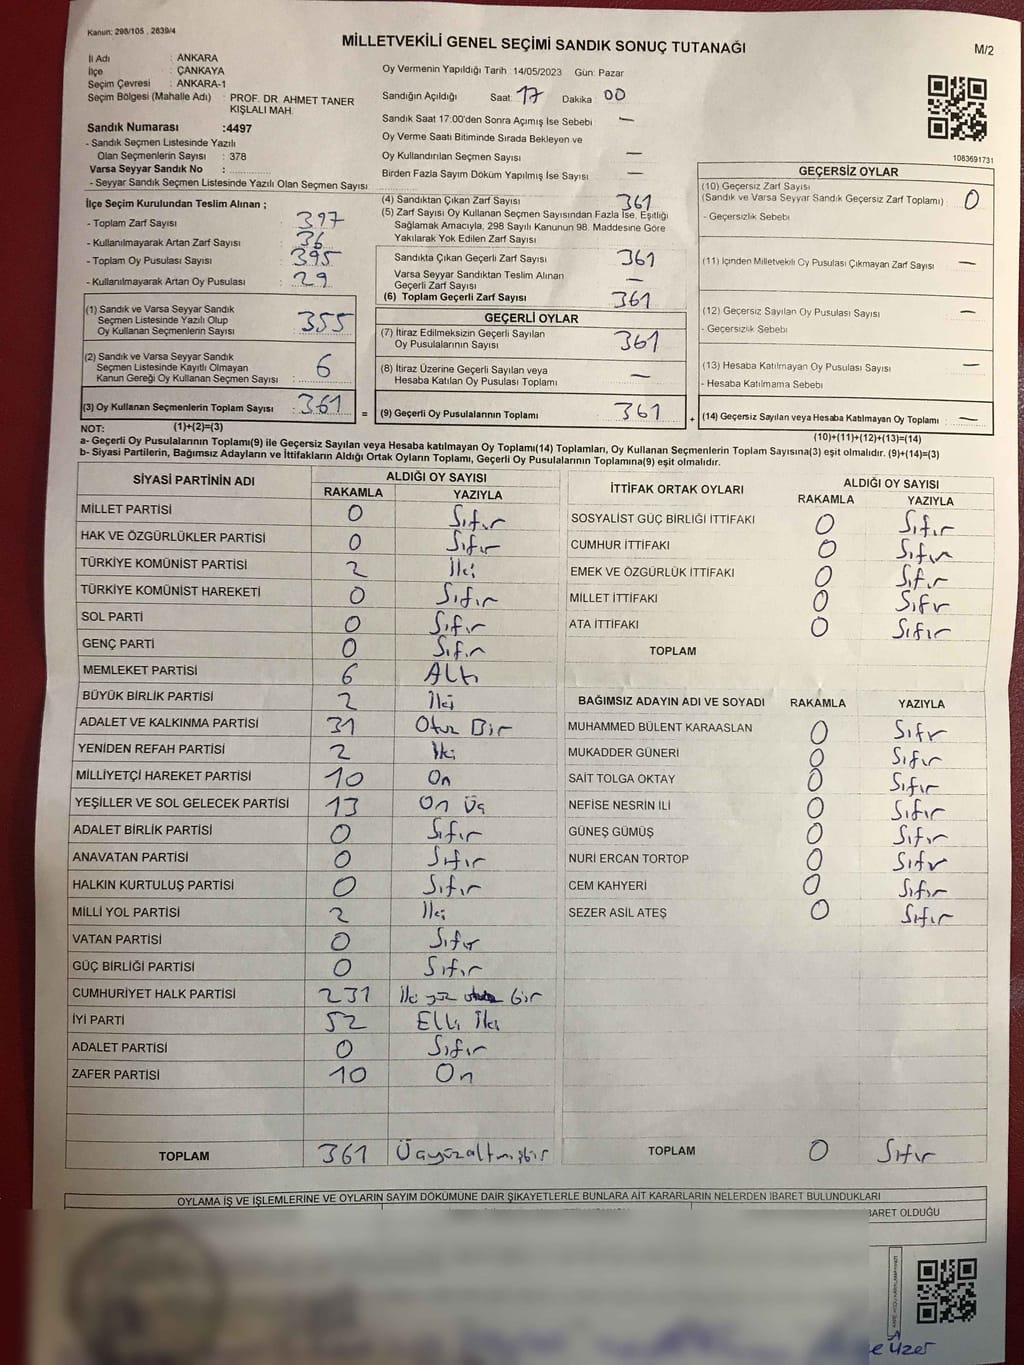 Kanun: 298/105 , 2839/4
MİLLETVEKİLİ GENEL SEÇİMİ SANDIK SONUÇ TUTANAĞI
M/2
İl Adı : ANKARA
İlçe : ÇANKAYA
Seçim Çevresi : ANKARA-1
Seçim Bölgesi (Mahalle Adı) : PROF. DR. AHMET TANER
KIŞLALI MAH.
Sandık Numarası :4497
- Sandık Seçmen Listesinde Yazılı
Olan Seçmenlerin Sayısı : 378
Varsa Seyyar Sandık No :
- Seyyar Sandık Seçmen Listesinde Yazılı Olan Seçmen Sayısı
Oy Vermenin Yapıldığı Tarih : 14/05/2023 Gün: Pazar
Sandığın Açıldığı Saat: 17 Dakika 00
Sandık Saat 17:00'den Sonra Açımış İse Sebebi —
Oy Verme Saati Bitiminde Sırada Bekleyen ve
Oy Kullandırılan Seçmen Sayısı —
Birden Fazla Sayım Döküm Yapılmış İse Sayısı —
1083691731
İlçe Seçim Kurulundan Teslim Alınan ;
- Toplam Zarf Sayısı : 397
- Kullanılmayarak Artan Zarf Sayısı : 36
- Toplam Oy Pusulası Sayısı : 395
- Kullanılmayarak Artan Oy Pusulası : 29
(1) Sandık ve Varsa Seyyar Sandık
Seçmen Listesinde Yazılı Olup
Oy Kullanan Seçmenlerin Sayısı : 355
(2) Sandık ve Varsa Seyyar Sandık
Seçmen Listesinde Kayıtlı Olmayan
Kanun Gereği Oy Kullanan Seçmen Sayısı : 6
(3) Oy Kullanan Seçmenlerin Toplam Sayısı : 361
(4) Sandıktan Çıkan Zarf Sayısı 361
(5) Zarf Sayısı Oy Kullanan Seçmen Sayısından Fazla İse, Eşitliği
Sağlamak Amacıyla, 298 Sayılı Kanunun 98. Maddesine Göre
Yakılarak Yok Edilen Zarf Sayısı
Sandıkta Çıkan Geçerli Zarf Sayısı 361
Varsa Seyyar Sandıktan Teslim Alınan
Geçerli Zarf Sayısı —
(6) Toplam Geçerli Zarf Sayısı 361
GEÇERLİ OYLAR
(7) İtiraz Edilmeksizin Geçerli Sayılan
Oy Pusulalarının Sayısı 361
(8) İtiraz Üzerine Geçerli Sayılan veya
Hesaba Katılan Oy Pusulası Toplamı —
= (9) Geçerli Oy Pusulalarının Toplamı 361
GEÇERSİZ OYLAR
(10) Geçersiz Zarf Sayısı
(Sandık ve Varsa Seyyar Sandık Geçersiz Zarf Toplamı) : 0
- Geçersizlik Sebebi
(11) İçinden Milletvekili Oy Pusulası Çıkmayan Zarf Sayısı —
(12) Geçersiz Sayılan Oy Pusulası Sayısı —
- Geçersizlik Sebebi
(13) Hesaba Katılmayan Oy Pusulası Sayısı —
- Hesaba Katılmama Sebebi
+ (14) Geçersiz Sayılan veya Hesaba Katılmayan Oy Toplamı —
NOT: (1)+(2)=(3)
(10)+(11)+(12)+(13)=(14)
a- Geçerli Oy Pusulalarının Toplamı(9) ile Geçersiz Sayılan veya Hesaba katılmayan Oy Toplamı(14) Toplamları, Oy Kullanan Seçmenlerin Toplam Sayısına(3) eşit olmalıdır. (9)+(14)=(3)
b- Siyasi Partilerin, Bağımsız Adayların ve İttifakların Aldığı Ortak Oyların Toplamı, Geçerli Oy Pusulalarının Toplamına(9) eşit olmalıdır.
SİYASİ PARTİNİN ADI ALDIĞI OY SAYISI
RAKAMLA YAZIYLA
MİLLET PARTİSİ 0 Sıfır
HAK VE ÖZGÜRLÜKLER PARTİSİ 0 Sıfır
TÜRKİYE KOMÜNİST PARTİSİ 2 İki
TÜRKİYE KOMÜNİST HAREKETİ 0 Sıfır
SOL PARTİ 0 Sıfır
GENÇ PARTİ 0 Sıfır
MEMLEKET PARTİSİ 6 Altı
BÜYÜK BİRLİK PARTİSİ 2 İki
ADALET VE KALKINMA PARTİSİ 31 Otuz Bir
YENİDEN REFAH PARTİSİ 2 İki
MİLLİYETÇİ HAREKET PARTİSİ 10 On
YEŞİLLER VE SOL GELECEK PARTİSİ 13 On Üç
ADALET BİRLİK PARTİSİ 0 Sıfır
ANAVATAN PARTİSİ 0 Sıfır
HALKIN KURTULUŞ PARTİSİ 0 Sıfır
MİLLİ YOL PARTİSİ 2 İki
VATAN PARTİSİ 0 Sıfır
GÜÇ BİRLİĞİ PARTİSİ 0 Sıfır
CUMHURİYET HALK PARTİSİ 231 İki yüz otuz bir
İYİ PARTİ 52 Elli İki
ADALET PARTİSİ 0 Sıfır
ZAFER PARTİSİ 10 On
TOPLAM 361 Üçyüzaltmışbir
İTTİFAK ORTAK OYLARI ALDIĞI OY SAYISI
RAKAMLA YAZIYLA
SOSYALİST GÜÇ BİRLİĞİ İTTİFAKI 0 Sıfır
CUMHUR İTTİFAKI 0 Sıfır
EMEK VE ÖZGÜRLÜK İTTİFAKI 0 Sıfır
MİLLET İTTİFAKI 0 Sıfır
ATA İTTİFAKI 0 Sıfır
TOPLAM
BAĞIMSIZ ADAYIN ADI VE SOYADI RAKAMLA YAZIYLA
MUHAMMED BÜLENT KARAASLAN 0 Sıfır
MUKADDER GÜNERİ 0 Sıfır
SAİT TOLGA OKTAY 0 Sıfır
NEFİSE NESRİN İLİ 0 Sıfır
GÜNEŞ GÜMÜŞ 0 Sıfır
NURİ ERCAN TORTOP 0 Sıfır
CEM KAHYERİ 0 Sıfır
SEZER ASİL ATEŞ 0 Sıfır
TOPLAM 0 Sıfır
OYLAMA İŞ VE İŞLEMLERİNE VE OYLARIN SAYIM DÖKÜMÜNE DAİR ŞİKAYETLERLE BUNLARA AİT KARARLARIN NELERDEN İBARET BULUNDUKLARI
BARET OLDUĞU